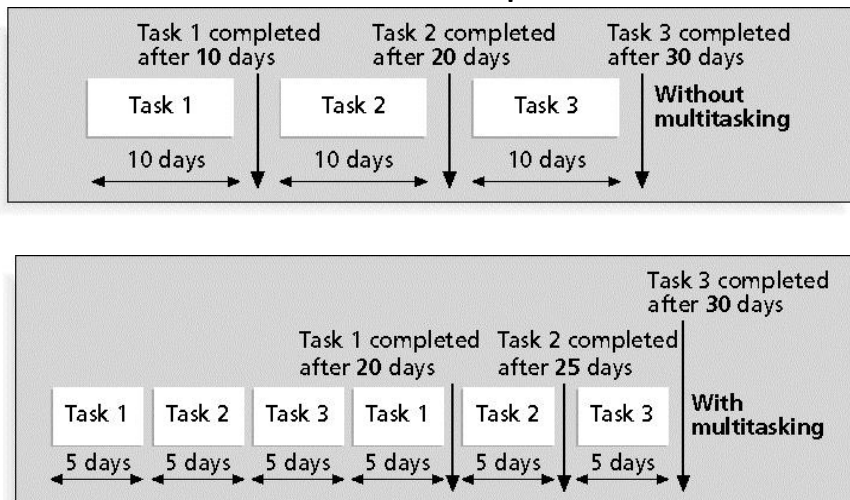 Task 1 completed
after 10 days
Task 2 completed
after 20 days
Task 3 completed
after 30 days
Task 1
Task 2
Task 3
Without
multitasking
10 days
10 days
10 days
Task 3 completed
after 30 days
Task 1 completed
after 20 days
Task 2 completed
after 25 days
Task 1
Task 2
Task 3
Task 1
Task 2
Task 3
With
multitasking
5 days
5 days
5 days
5 days
5 days
5 days